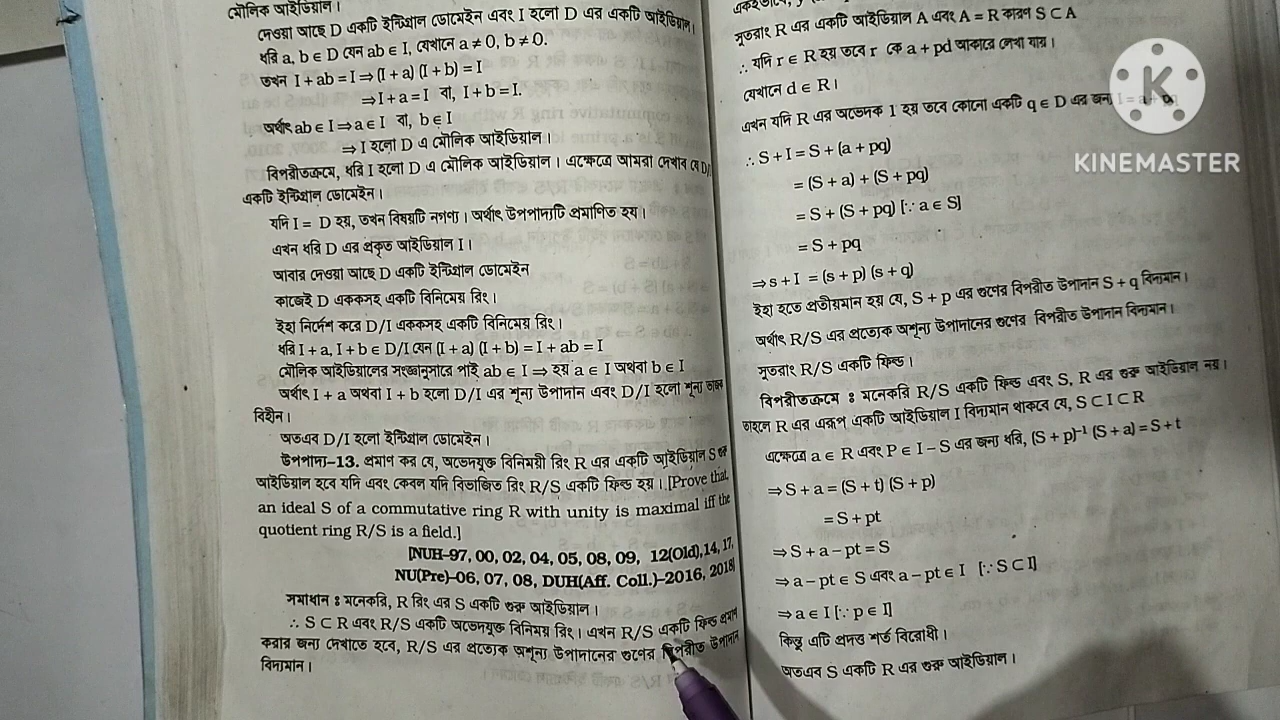 মৌলিক আইডিয়াল।
দেওয়া আছে D একটি ইন্টিগ্রাল ডোমেইন এবং I হলো D এর একটি আইডিয়াল।
ধরি a, b ∈ D যেন ab ∈ I, যেখানে a ≠ 0, b ≠ 0.
তখন I + ab = I ⇒ (I + a) (I + b) = I
⇒ I + a = I বা, I + b = I.
অর্থাৎ ab ∈ I ⇒ a ∈ I বা, b ∈ I
⇒ I হলো D এ মৌলিক আইডিয়াল।
বিপরীতক্রমে, ধরি I হলো D এ মৌলিক আইডিয়াল। এক্ষেত্রে আমরা দেখাব যে D/I
একটি ইন্টিগ্রাল ডোমেইন।
যদি I = D হয়, তখন বিষয়টি নগণ্য। অর্থাৎ উপপাদ্যটি প্রমাণিত হয়।
এখন ধরি D এর প্রকৃত আইডিয়াল I।
আবার দেওয়া আছে D একটি ইন্টিগ্রাল ডোমেইন
কাজেই D এককসহ একটি বিনিমেয় রিং।
ইহা নির্দেশ করে D/I এককসহ একটি বিনিমেয় রিং।
ধরি I + a, I + b ∈ D/I যেন (I + a) (I + b) = I + ab = I
মৌলিক আইডিয়ালের সংজ্ঞানুসারে পাই ab ∈ I ⇒ হয় a ∈ I অথবা b ∈ I
অর্থাৎ I + a অথবা I + b হলো D/I এর শূন্য উপাদান এবং D/I হলো শূন্য ভাজক
বিহীন।
অতএব D/I হলো ইন্টিগ্রাল ডোমেইন।
উপপাদ্য–13. প্রমাণ কর যে, অভেদযুক্ত বিনিময়ী রিং R এর একটি আইডিয়াল S গুরু
আইডিয়াল হবে যদি এবং কেবল যদি বিভাজিত রিং R/S একটি ফিল্ড হয়। [Prove that,
an ideal S of a commutative ring R with unity is maximal iff the
quotient ring R/S is a field.]
[NUH–97, 00, 02, 04, 05, 08, 09, 12(Old),14, 17,
NU(Pre)–06, 07, 08, DUH(Aff. Coll.)–2016, 2018]
সমাধান ঃ মনেকরি, R রিং এর S একটি গুরু আইডিয়াল।
∴ S ⊂ R এবং R/S একটি অভেদযুক্ত বিনিময় রিং। এখন R/S একটি ফিল্ড প্রমাণ
করার জন্য দেখাতে হবে, R/S এর প্রত্যেক অশূন্য উপাদানের গুণের বিপরীত উপাদান
বিদ্যমান।
সুতরাং R এর একটি আইডিয়াল A এবং A = R কারণ S ⊂ A
∴ যদি r ∈ R হয় তবে r কে a + pd আকারে লেখা যায়।
যেখানে d ∈ R।
এখন যদি R এর অভেদক 1 হয় তবে কোনো একটি q ∈ D এর জন্য I = a + pq
∴ S + I = S + (a + pq)
= (S + a) + (S + pq)
= S + (S + pq) [∵ a ∈ S]
= S + pq
⇒ s + I = (s + p) (s + q)
ইহা হতে প্রতীয়মান হয় যে, S + p এর গুণের বিপরীত উপাদান S + q বিদ্যমান।
অর্থাৎ R/S এর প্রত্যেক অশূন্য উপাদানের গুণের বিপরীত উপাদান বিদ্যমান।
সুতরাং R/S একটি ফিল্ড।
বিপরীতক্রমে ঃ মনেকরি R/S একটি ফিল্ড এবং S, R এর গুরু আইডিয়াল নয়।
তাহলে R এর এরূপ একটি আইডিয়াল I বিদ্যমান থাকবে যে, S ⊂ I ⊂ R
এক্ষেত্রে a ∈ R এবং P ∈ I – S এর জন্য ধরি, (S + p)⁻¹ (S + a) = S + t
⇒ S + a = (S + t) (S + p)
= S + pt
⇒ S + a – pt = S
⇒ a – pt ∈ S এবং a – pt ∈ I [∵ S ⊂ I]
⇒ a ∈ I [∵ p ∈ I]
কিন্তু এটি প্রদত্ত শর্ত বিরোধী।
অতএব S একটি R এর গুরু আইডিয়াল।
K
KINEMASTER